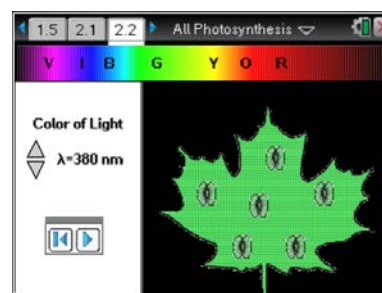 1.5 2.1 2.2 All Photosynthesis
V I B G Y O R
Color of Light
λ=380 nm